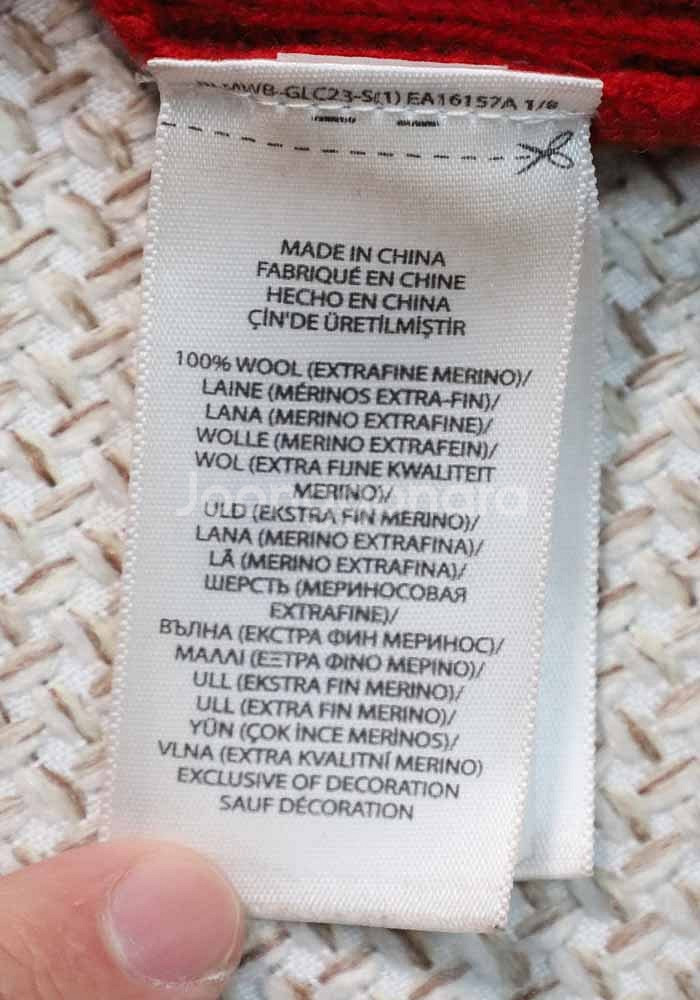 MWB-GLC23-S(1) EA16157A 1/8
MADE IN CHINA
FABRIQUÉ EN CHINE
HECHO EN CHINA
ÇİN'DE ÜRETİLMİŞTİR
100% WOOL (EXTRAFINE MERINO)/
LAINE (MÉRINOS EXTRA-FIN)/
LANA (MERINO EXTRAFINE)/
WOLLE (MERINO EXTRAFEIN)/
WOL (EXTRA FIJNE KWALITEIT
MERINO)/
ULD (EKSTRA FIN MERINO)/
LANA (MERINO EXTRAFINA)/
LÃ (MERINO EXTRAFINA)/
ШЕРСТЬ (МЕРИНОСОВАЯ
EXTRAFINE)/
ВЪЛНА (ЕКСТРА ФИН МЕРИНОС)/
ΜΑΛΛΙ (ΕΞΤΡΑ ΦΙΝΟ ΜΕΡΙΝΟ)/
ULL (EKSTRA FIN MERINO)/
ULL (EXTRA FIN MERINO)/
YÜN (ÇOK İNCE MERİNOS)/
VLNA (EXTRA KVALITNÍ MERINO)
EXCLUSIVE OF DECORATION
SAUF DÉCORATION